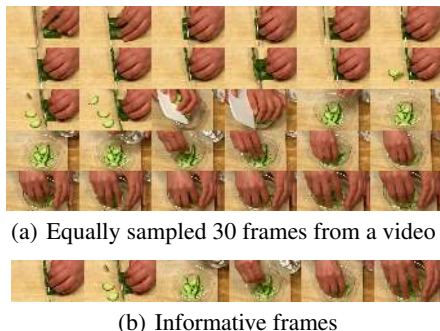 (a) Equally sampled 30 frames from a video
(b) Informative frames